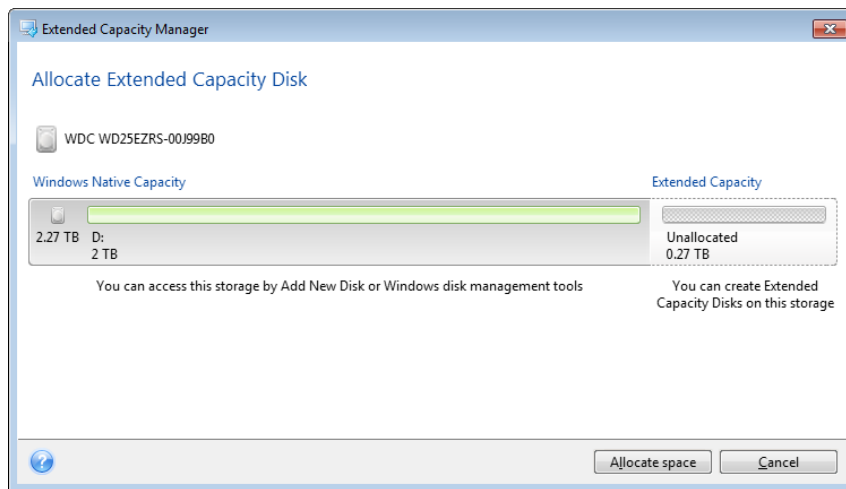 Extended Capacity Manager
Allocate Extended Capacity Disk
WDC WD25EZRS-00J99B0
Windows Native Capacity
Extended Capacity
2.27 TB
D:
2 TB
Unallocated
0.27 TB
You can access this storage by Add New Disk or Windows disk management tools
You can create Extended
Capacity Disks on this storage
Allocate space
Cancel